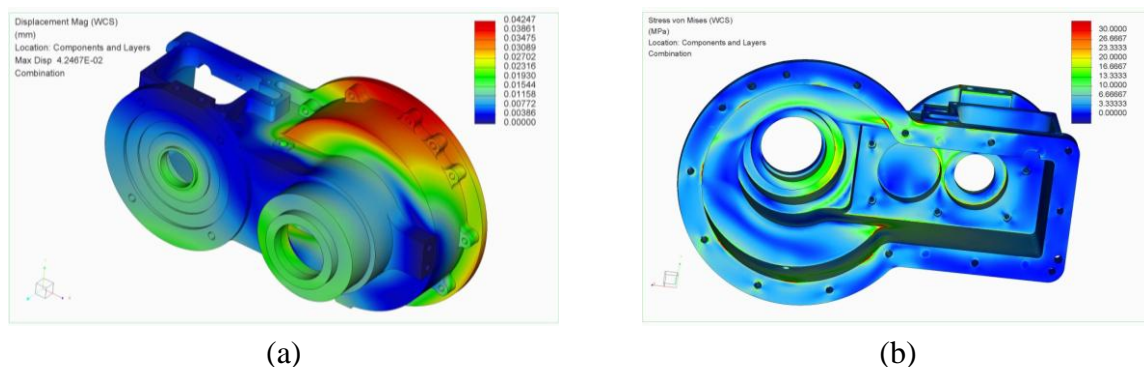 Displacement Mag (WCS)
(mm)
Location: Components and Layers
Max Disp 4.2467E-02
Combination
0.04247
0.03861
0.03475
0.03089
0.02702
0.02316
0.01930
0.01544
0.01158
0.00772
0.00386
0.00000
Stress von Mises (WCS)
(MPa)
Location: Components and Layers
Combination
30.0000
26.6667
23.3333
20.0000
16.6667
13.3333
10.0000
6.66667
3.33333
0.00000
(a)
(b)